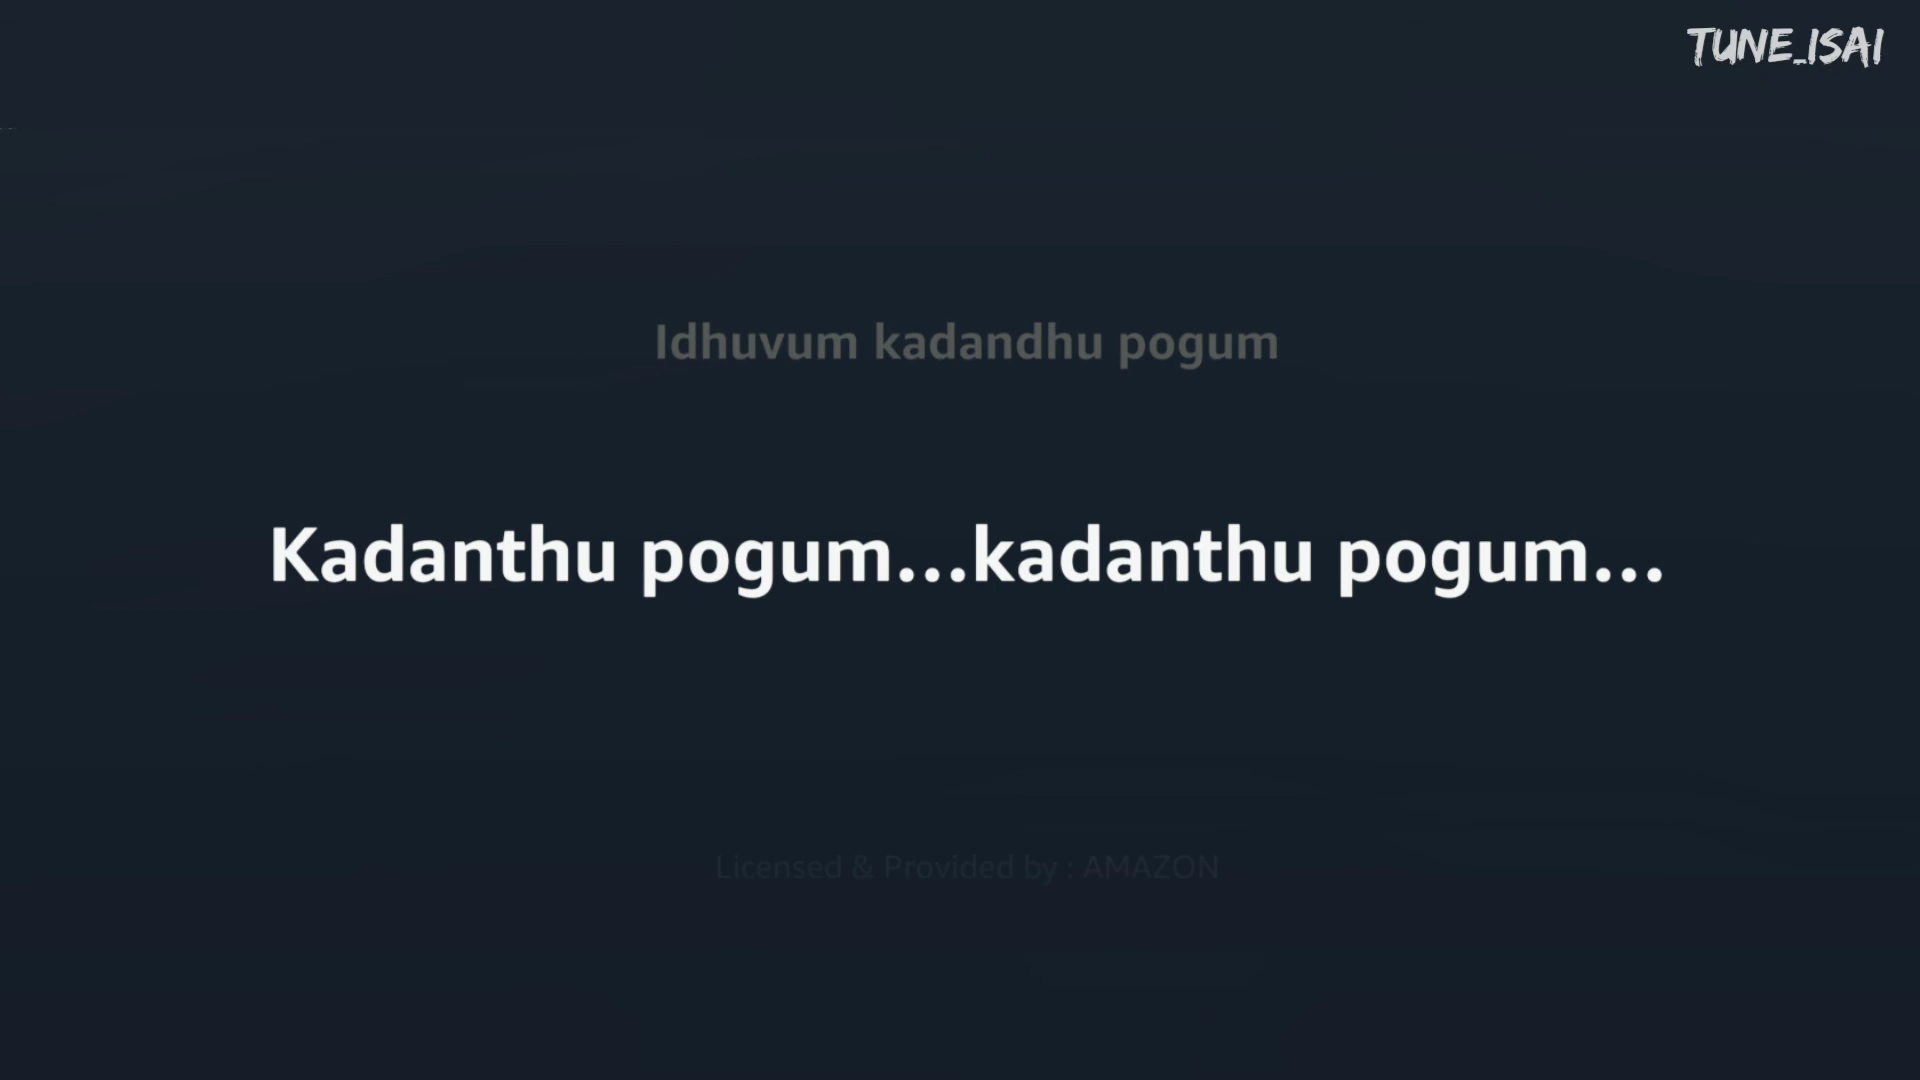 TUNE_ISAI
Idhuvum kadandhu pogum
Kadanthu pogum...kadanthu pogum...
Licensed & Provided by : AMAZON